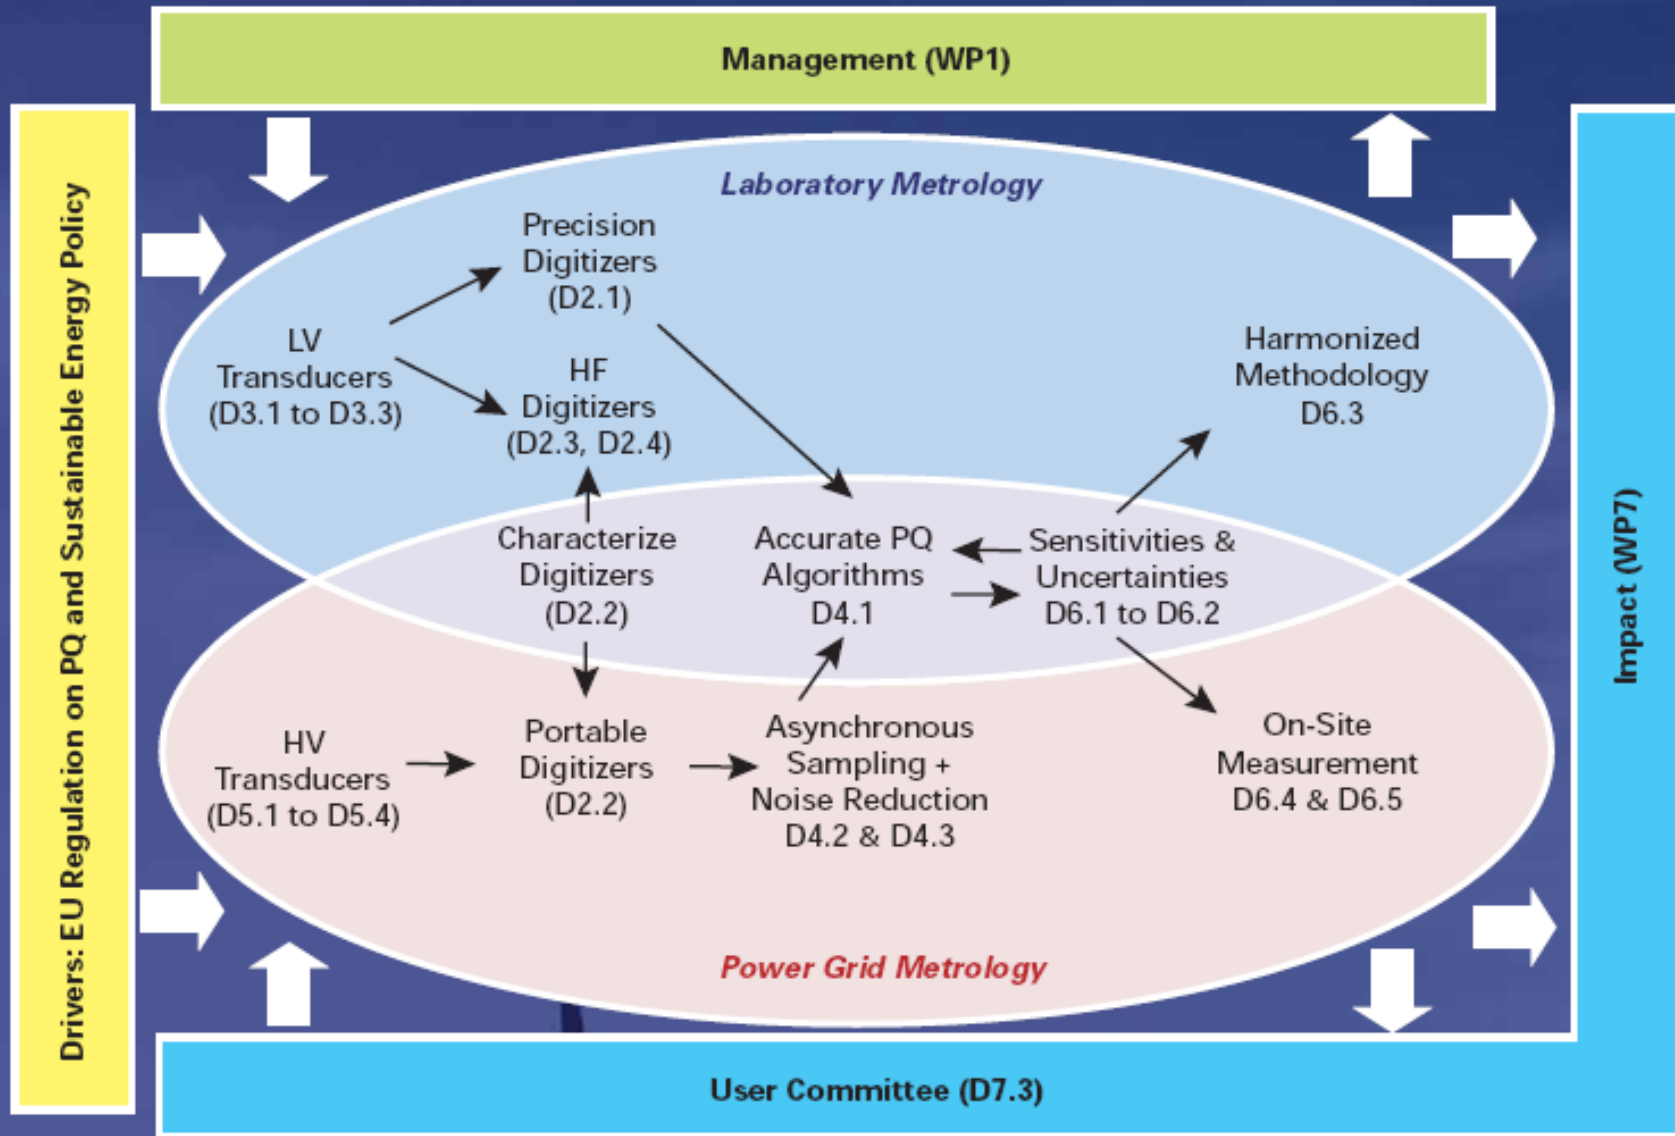 Management (WP1)
Drivers: EU Regulation on PQ and Sustainable Energy Policy
Laboratory Metrology
Precision
Digitizers
(D2.1)
LV
Transducers
(D3.1 to D3.3)
HF
Digitizers
(D2.3, D2.4)
Harmonized
Methodology
D6.3
Characterize
Digitizers
(D2.2)
Accurate PQ
Algorithms
D4.1
Sensitivities &
Uncertainties
D6.1 to D6.2
HV
Transducers
(D5.1 to D5.4)
Portable
Digitizers
(D2.2)
Asynchronous
Sampling +
Noise Reduction
D4.2 & D4.3
On-Site
Measurement
D6.4 & D6.5
Power Grid Metrology
Impact (WP7)
User Committee (D7.3)